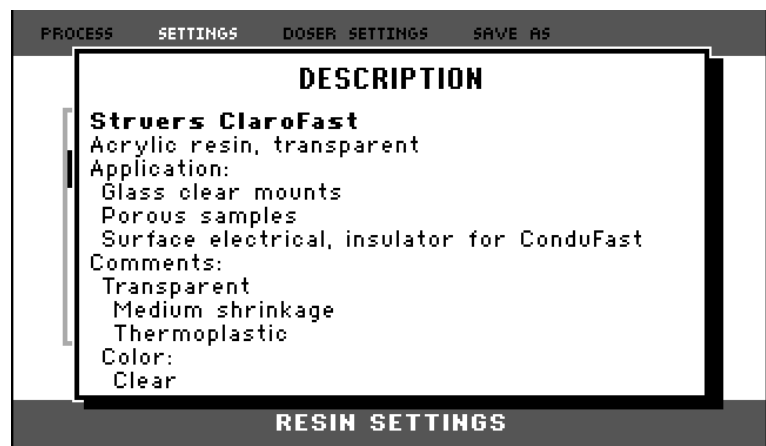 PROCESS SETTINGS DOSER SETTINGS SAVE AS
DESCRIPTION
Struers ClaroFast
Acrylic resin, transparent
Application:
Glass clear mounts
Porous samples
Surface electrical, insulator for ConduFast
Comments:
Transparent
Medium shrinkage
Thermoplastic
Color:
Clear
RESIN SETTINGS